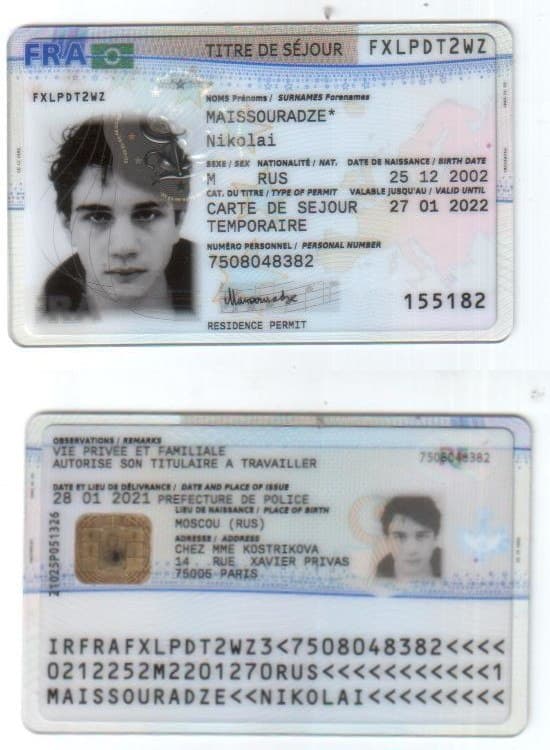 FRA
TITRE DE SÉJOUR
FXLPDT2WZ
FXLPDT2WZ
NOMS Prénoms / SURNAMES Forenames
MAISSOURADZE*
Nikolai
SEXE / SEX NATIONALITÉ / NAT. DATE DE NAISSANCE / BIRTH DATE
M RUS 25 12 2002
CAT. DU TITRE / TYPE OF PERMIT VALABLE JUSQU'AU / VALID UNTIL
CARTE DE SEJOUR 27 01 2022
TEMPORAIRE
NUMÉRO PERSONNEL / PERSONAL NUMBER
7508048382
155182
RESIDENCE PERMIT
FRA
OBSERVATIONS / REMARKS
VIE PRIVEE ET FAMILIALE
AUTORISE SON TITULAIRE A TRAVAILLER
7508048382
DATE ET LIEU DE DÉLIVRANCE / DATE AND PLACE OF ISSUE
28 01 2021 PREFECTURE DE POLICE
LIEU DE NAISSANCE / PLACE OF BIRTH
MOSCOU (RUS)
ADRESSE / ADDRESS
CHEZ MME KOSTRIKOVA
14 . RUE XAVIER PRIVAS
75005 PARIS
21025P051326
IRFRAFXLPDT2WZ3<7508048382<<<<
0212252M2201270RUS<<<<<<<<<<<1
MAISSOURADZE<<NIKOLAI<<<<<<<<<